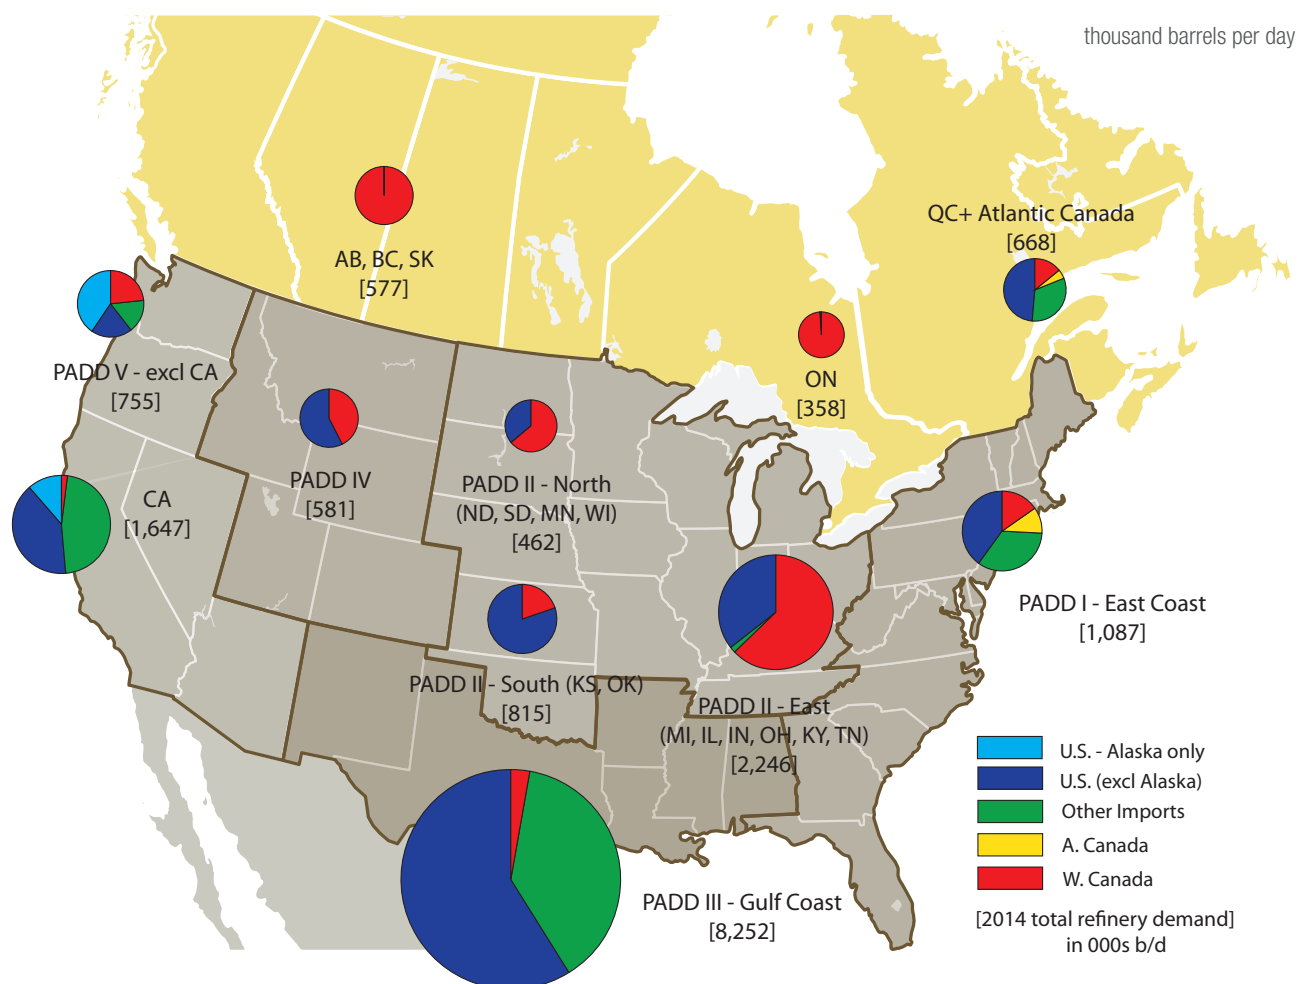 thousand barrels per day
QC+ Atlantic Canada
[668]
AB, BC, SK
[577]
PADD V - excl CA
[755]
ON
[358]
PADD IV
[581]
PADD II - North
(ND, SD, MN, WI)
[462]
CA
[1,647]
PADD I - East Coast
[1,087]
PADD II - South (KS, OK)
[815]
PADD II - East
(MI, IL, IN, OH, KY, TN)
[2,246]
PADD III - Gulf Coast
[8,252]
U.S. - Alaska only
U.S. (excl Alaska)
Other Imports
A. Canada
W. Canada
[2014 total refinery demand]
in 000s b/d